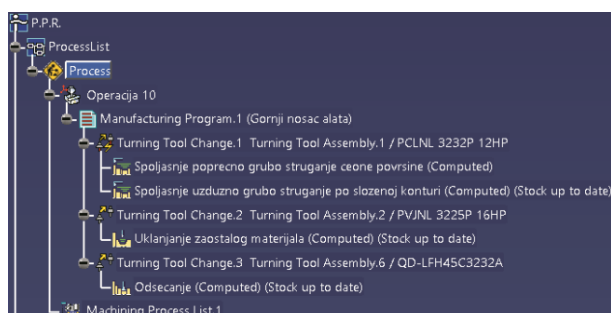 P.P.R.
ProcessList
Process
Operacija 10
Manufacturing Program.1 (Gornji nosac alata)
Turning Tool Change.1 Turning Tool Assembly.1 / PCLNL 3232P 12HP
Spoljasnje poprecno grubo struganje ceone povrsine (Computed)
Spoljasnje uzduzno grubo struganje po slozenoj konturi (Computed) (Stock up to date)
Turning Tool Change.2 Turning Tool Assembly.2 / PVJNL 3225P 16HP
Uklanjanje zaostalog materijala (Computed) (Stock up to date)
Turning Tool Change.3 Turning Tool Assembly.6 / QD-LFH45C3232A
Odsecanje (Computed) (Stock up to date)
Machining Process List.1